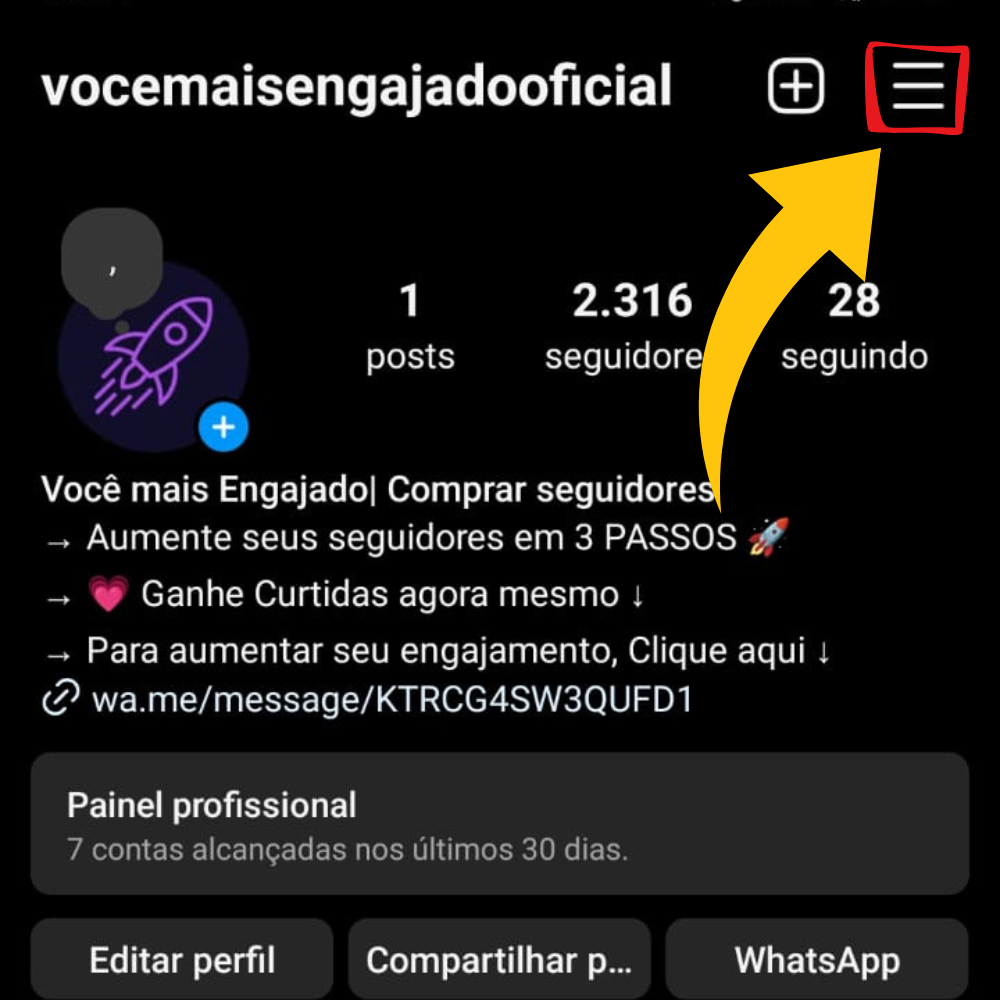 vocemaisengajadooficial
,
1 2.316 28
posts seguidore seguindo
Você mais Engajado| Comprar seguidores
→ Aumente seus seguidores em 3 PASSOS 🚀
→ 💗 Ganhe Curtidas agora mesmo ↓
→ Para aumentar seu engajamento, Clique aqui ↓
wa.me/message/KTRCG4SW3QUFD1
Painel profissional
7 contas alcançadas nos últimos 30 dias.
Editar perfil
Compartilhar p...
WhatsApp